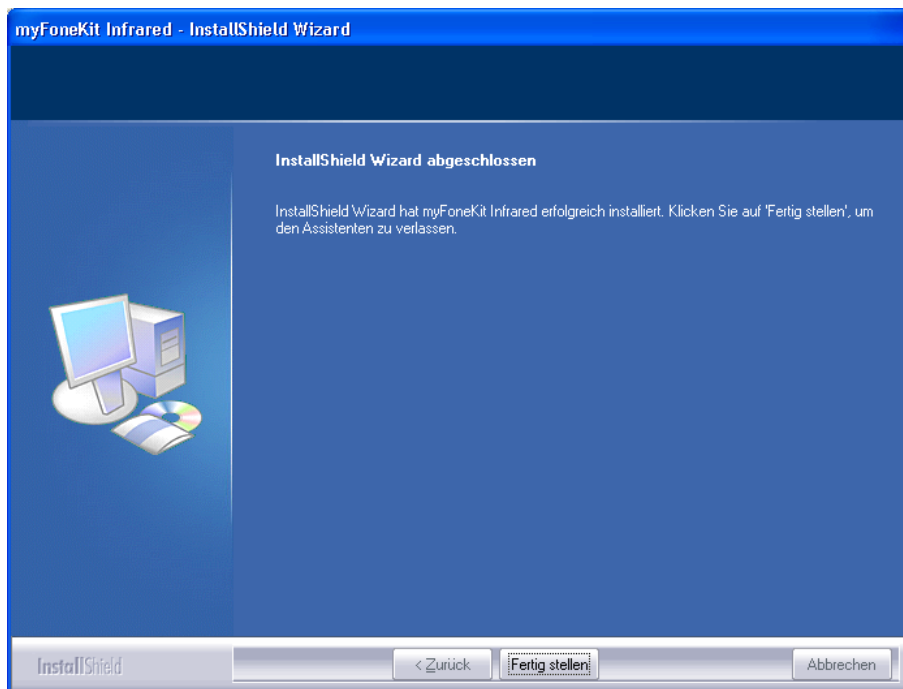 myFoneKit Infrared - InstallShield Wizard
InstallShield Wizard abgeschlossen
InstallShield Wizard hat myFoneKit Infrared erfolgreich installiert. Klicken Sie auf 'Fertig stellen', um
den Assistenten zu verlassen.
InstallShield
< Zurück
Fertig stellen
Abbrechen